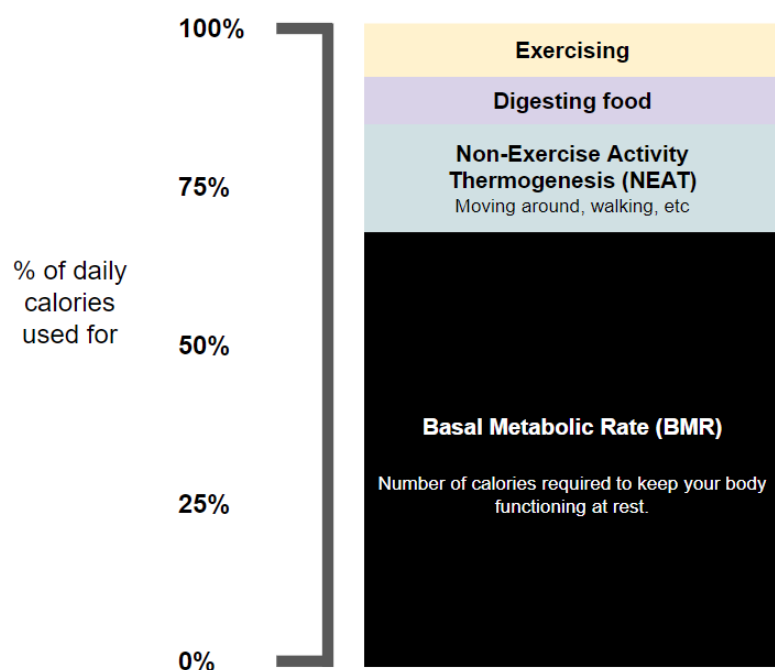 100%
Exercising
Digesting food
Non-Exercise Activity
Thermogenesis (NEAT)
Moving around, walking, etc
75%
% of daily
calories
used for
50%
Basal Metabolic Rate (BMR)
Number of calories required to keep your body
functioning at rest.
25%
0%